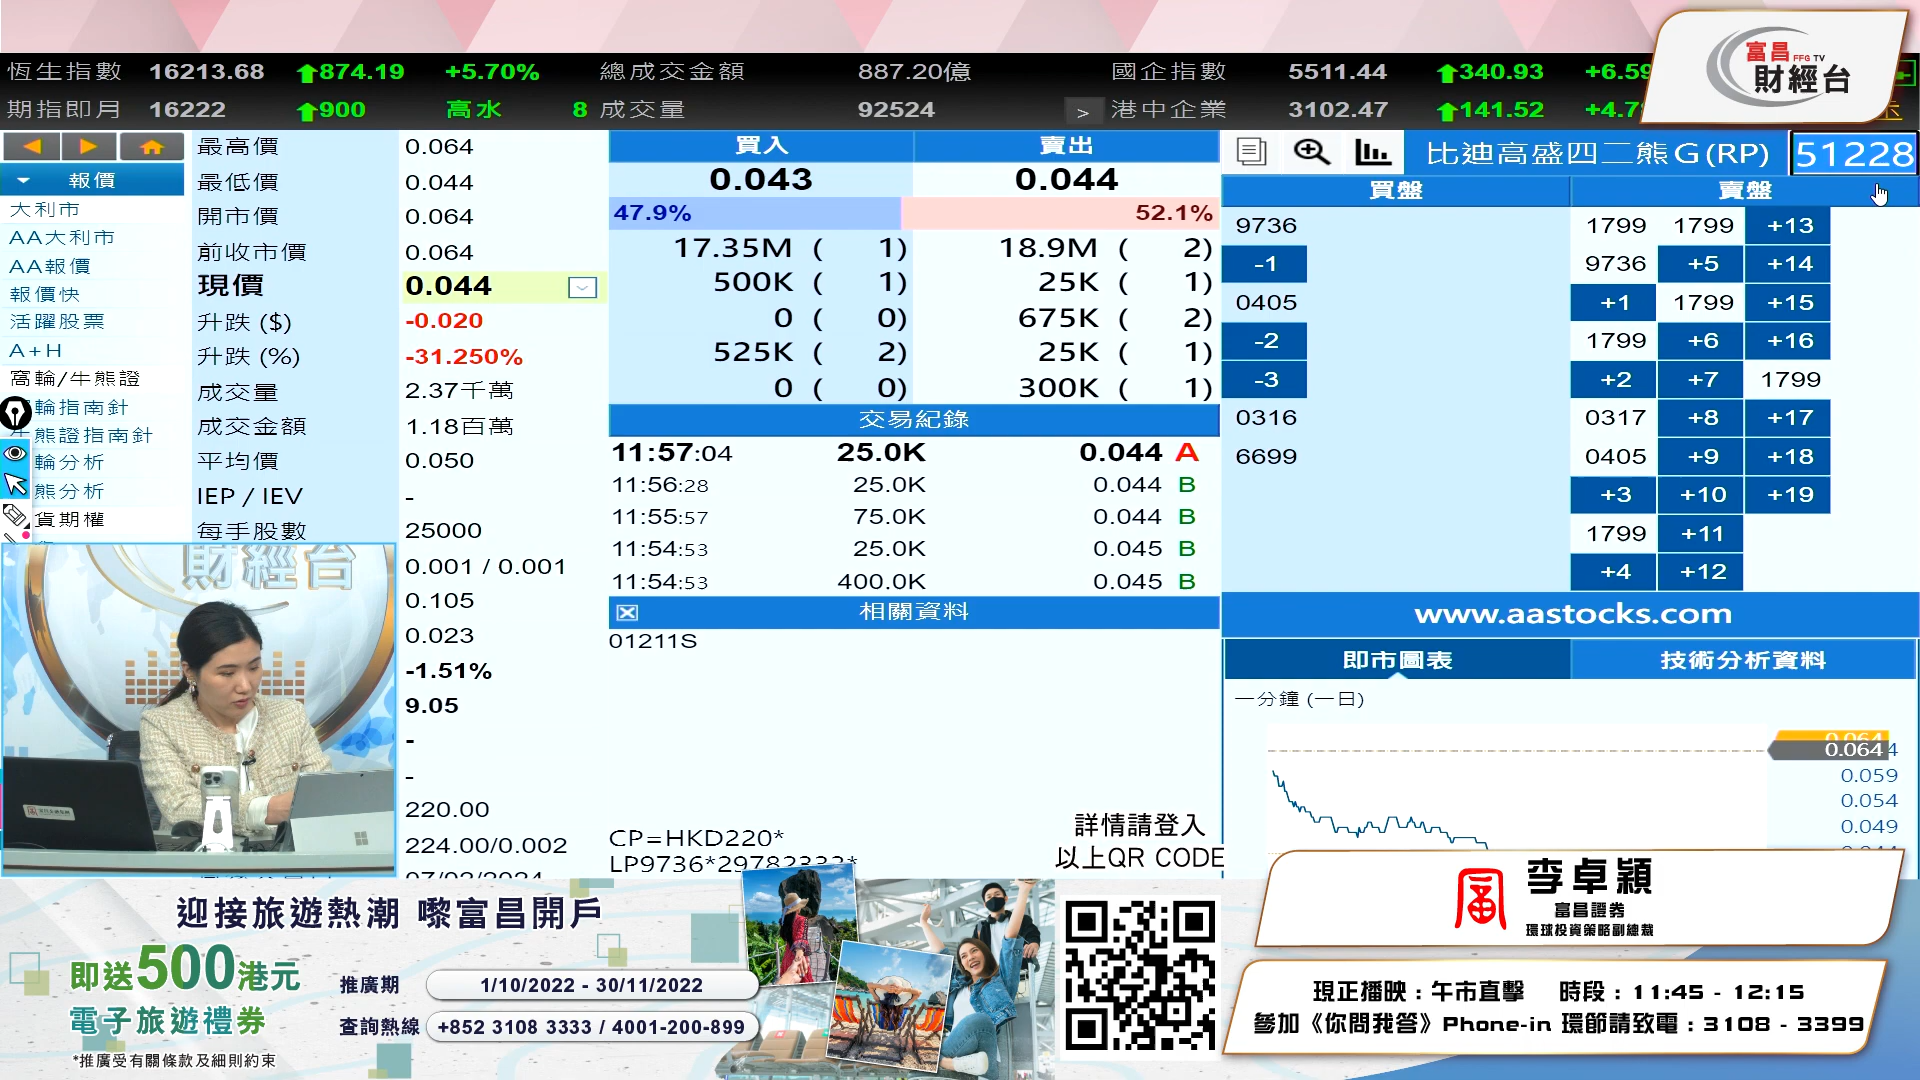 恆生指數 16213.68 874.19 +5.70% 總成交金額 887.20億 國企指數 5511.44 340.93 +6.59
期指即月 16222 900 高水 8 成交量 92524 > 港中企業 3102.47 141.52 +4.7
富昌 FFG TV
財經台
報價
大利市
AA大利市
AA報價
報價快
活躍股票
A+H
窩輪/牛熊證
輪指南針
牛熊證指南針
輪分析
熊分析
貨期權
最高價 0.064
最低價 0.044
開市價 0.064
前收市價 0.064
現價 0.044
升跌 ($) -0.020
升跌 (%) -31.250%
成交量 2.37千萬
成交金額 1.18百萬
平均價 0.050
IEP / IEV -
每手股數 25000
0.001 / 0.001
0.105
0.023
-1.51%
9.05
-
-
220.00
224.00/0.002
買入 賣出
0.043 0.044
47.9% 52.1%
17.35M ( 1) 18.9M ( 2)
500K ( 1) 25K ( 1)
0 ( 0) 675K ( 2)
525K ( 2) 25K ( 1)
0 ( 0) 300K ( 1)
交易紀錄
11:57:04 25.0K 0.044 A
11:56:28 25.0K 0.044 B
11:55:57 75.0K 0.044 B
11:54:53 25.0K 0.045 B
11:54:53 400.0K 0.045 B
相關資料
01211S
CP=HKD220*
LP9736*29782332*
詳情請登入
以上QR CODE
比迪高盛四二熊G(RP) 51228
買盤 賣盤
9736 1799 1799 +13
-1 9736 +5 +14
0405 +1 1799 +15
-2 1799 +6 +16
-3 +2 +7 1799
0316 0317 +8 +17
6699 0405 +9 +18
+3 +10 +19
1799 +11
+4 +12
www.aastocks.com
即市圖表 技術分析資料
一分鐘 (一日)
0.064
0.064
0.059
0.054
0.049
財經台
迎接旅遊熱潮 嚟富昌開戶
即送500港元
電子旅遊禮券
*推廣受有關條款及細則約束
推廣期 1/10/2022 - 30/11/2022
查詢熱線 +852 3108 3333 / 4001-200-899
李卓穎
富昌證券
環球投資策略副總裁
現正播映：午市直擊 時段：11:45 - 12:15
參加《你問我答》Phone-in 環節請致電：3108 - 3399